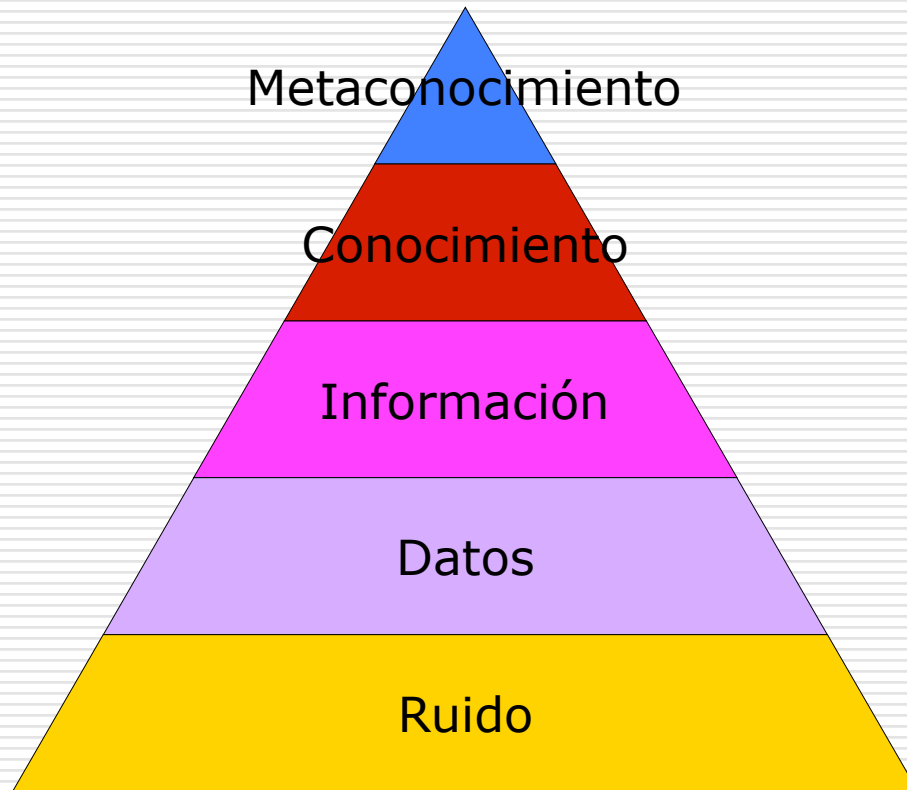 Metaconocimiento
Conocimiento
Información
Datos
Ruido